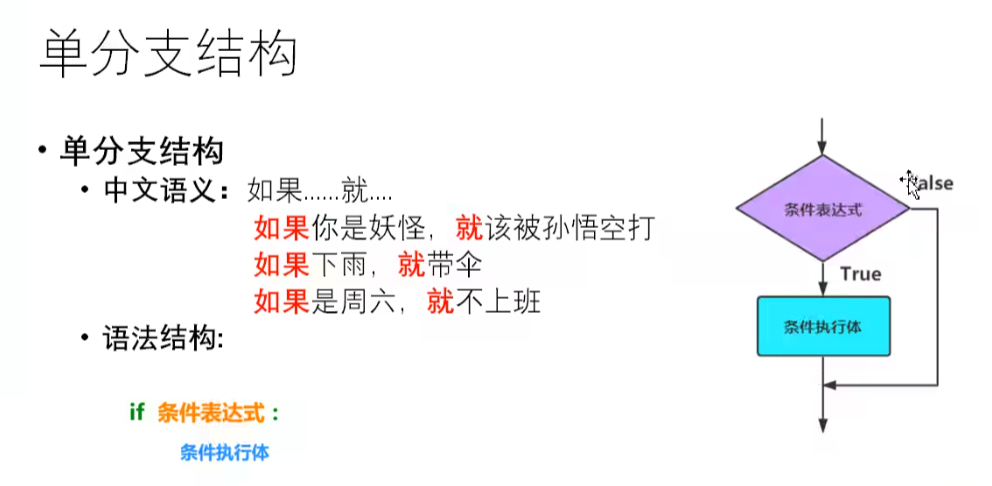 单分支结构
• 单分支结构
• 中文语义：如果......就....
如果你是妖怪，就该被孙悟空打
如果下雨，就带伞
如果是周六，就不上班
• 语法结构:
if 条件表达式：
条件执行体
条件表达式
alse
True
条件执行体